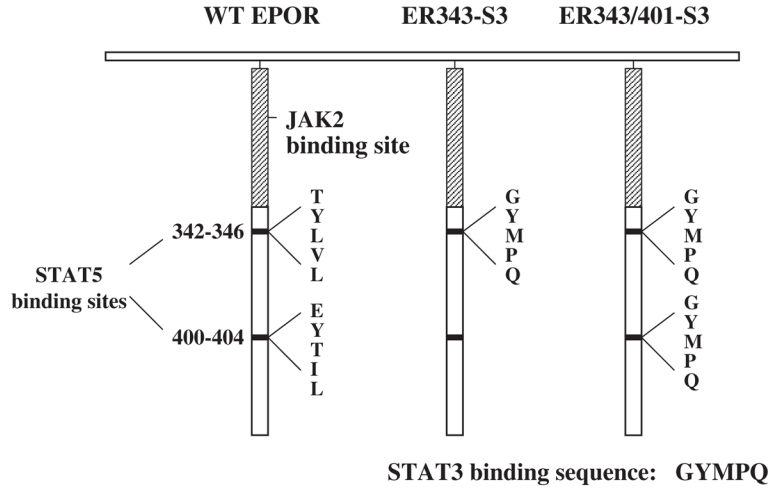 WT EPOR
ER343-S3
ER343/401-S3
JAK2
binding site
342-346
T
Y
L
V
L
G
Y
M
P
Q
G
Y
M
P
Q
STAT5
binding sites
400-404
E
Y
T
I
L
G
Y
M
P
Q
STAT3 binding sequence: GYMPQ